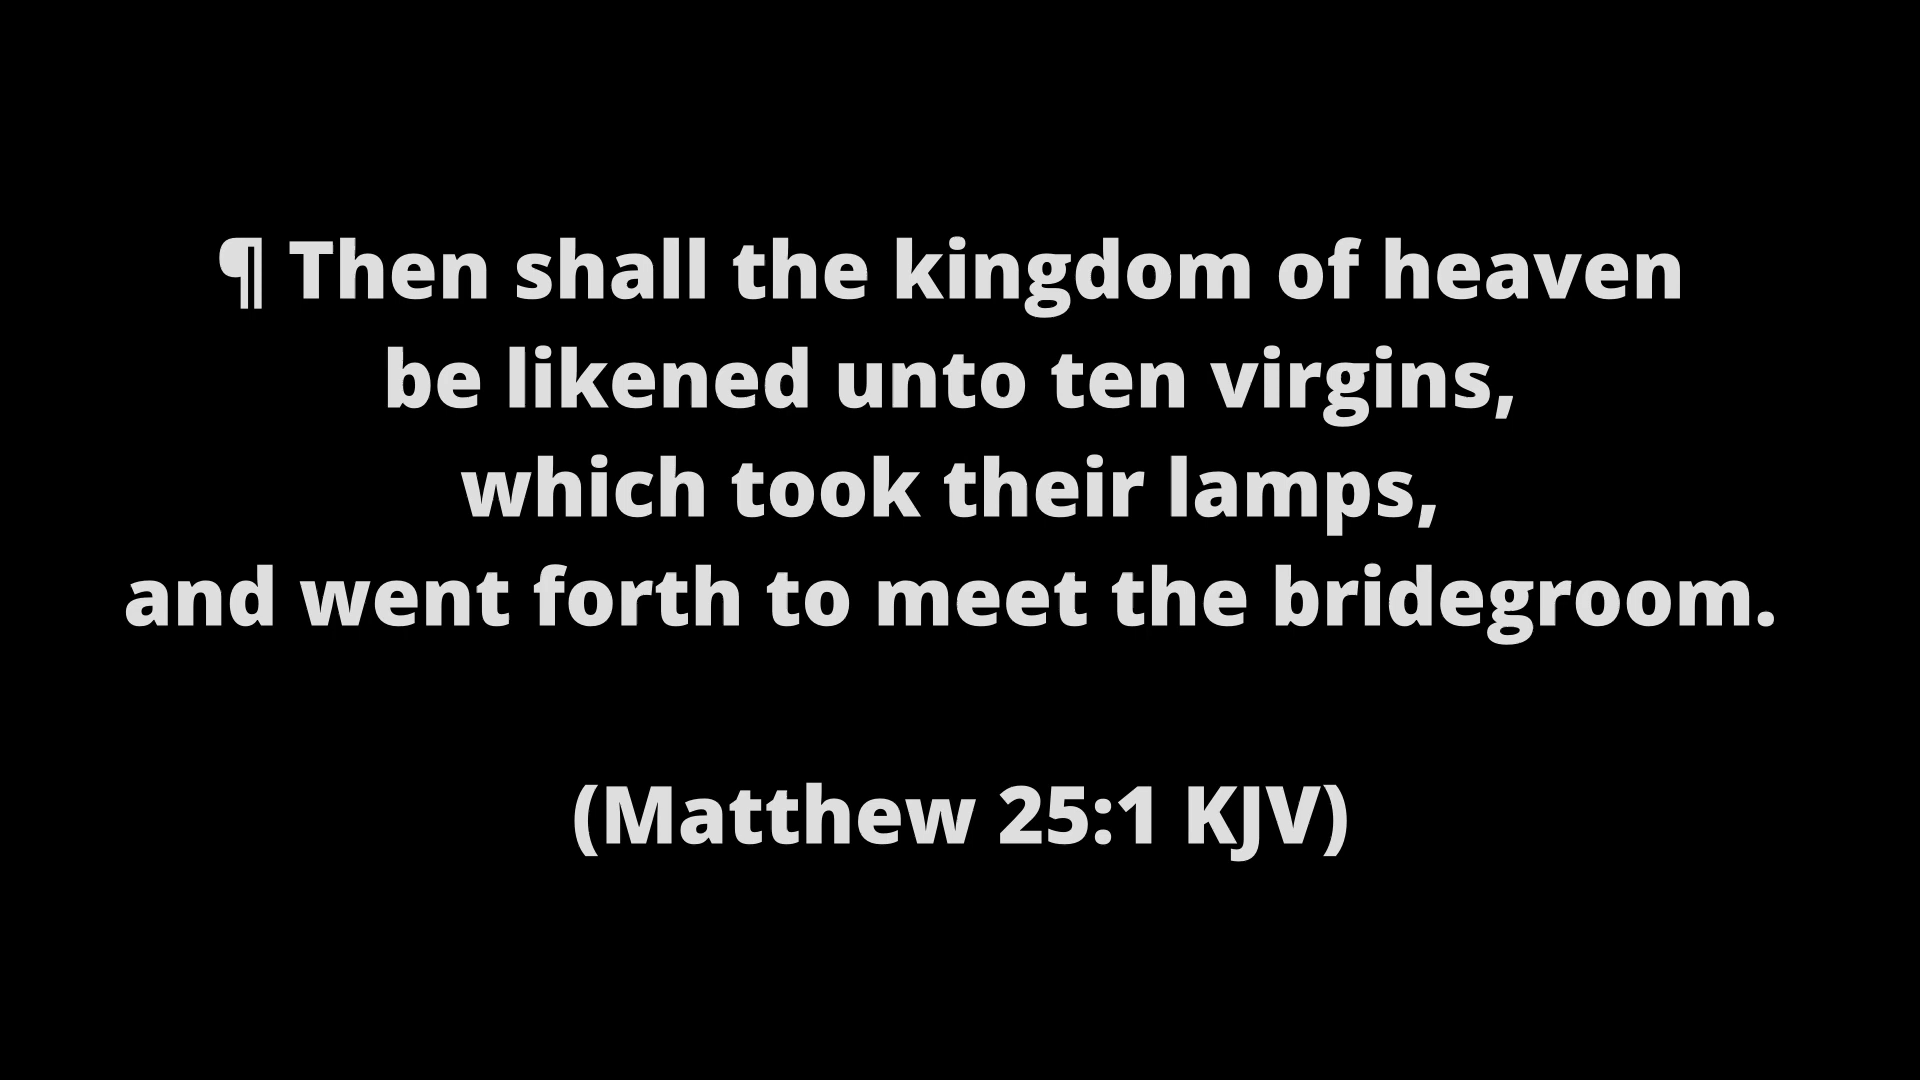 ¶ Then shall the kingdom of heaven
be likened unto ten virgins,
which took their lamps,
and went forth to meet the bridegroom.
(Matthew 25:1 KJV)